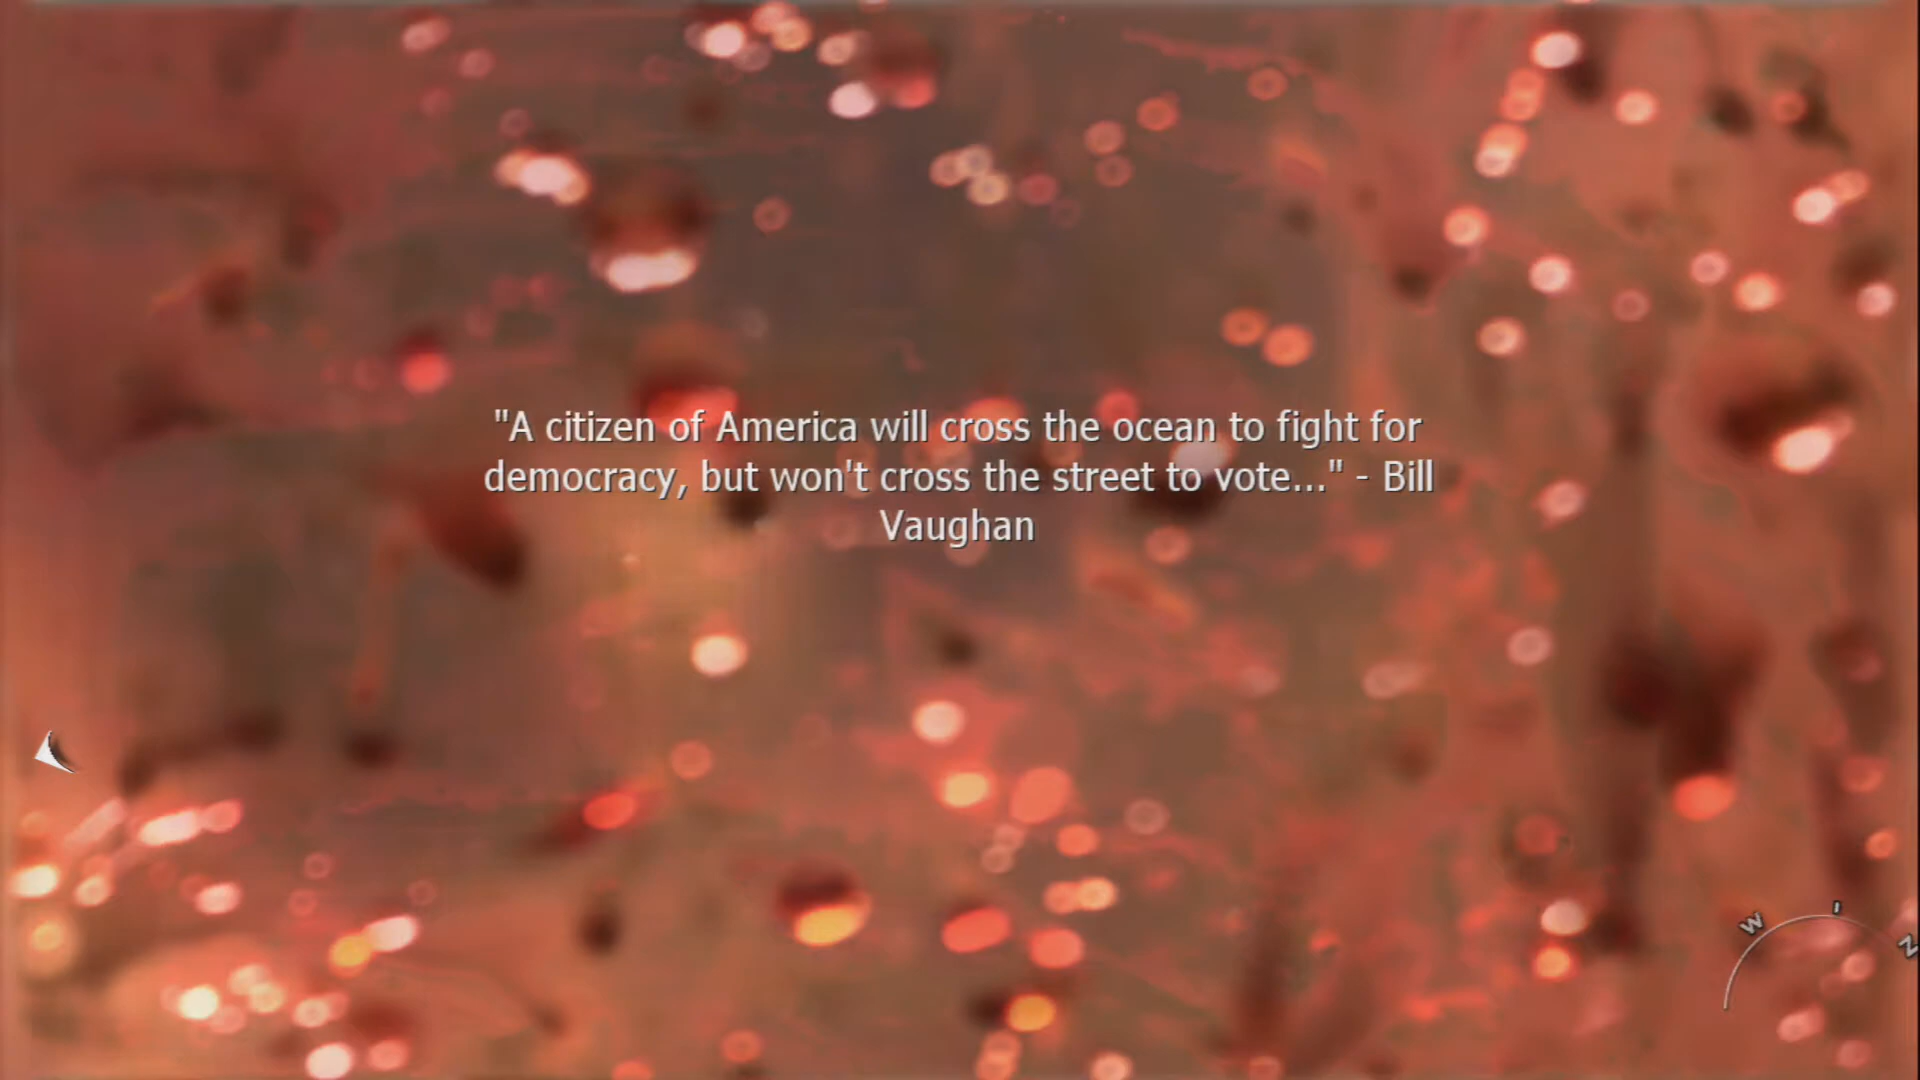 "A citizen of America will cross the ocean to fight for
democracy, but won't cross the street to vote..." - Bill
Vaughan
W
N